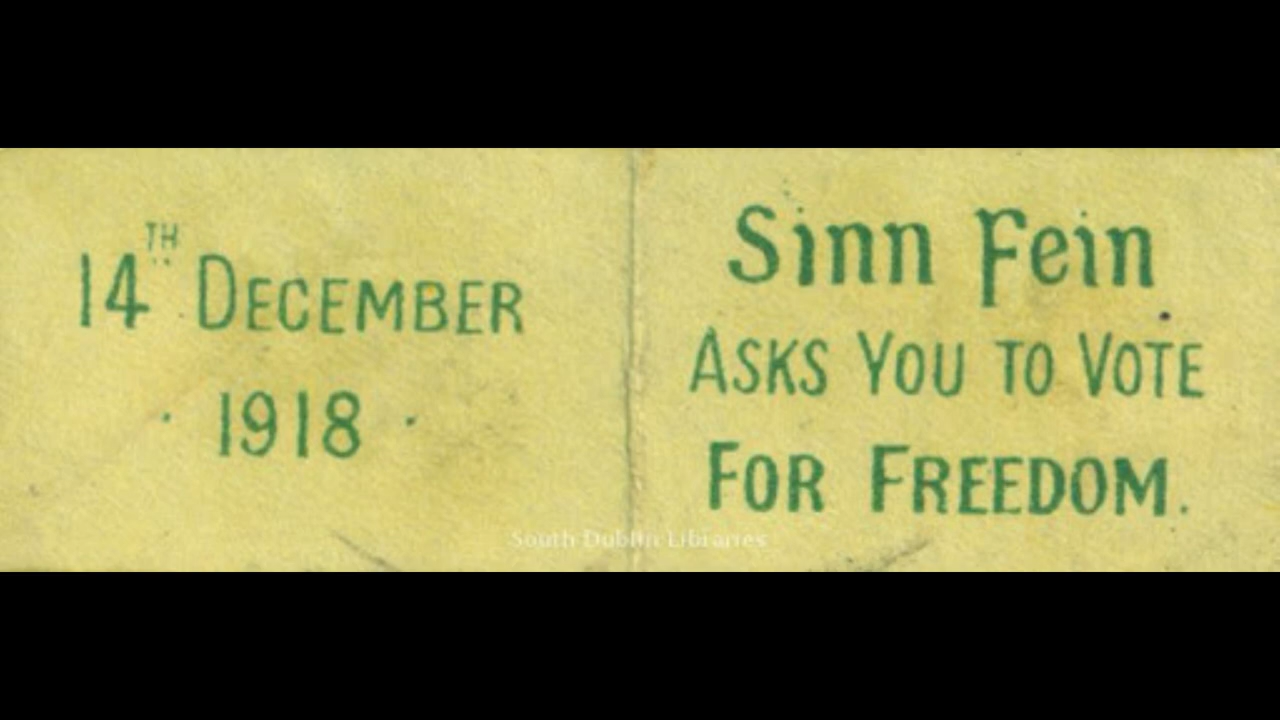 14TH DECEMBER
· 1918 ·
Sinn Fein
ASKS YOU TO VOTE
FOR FREEDOM.
South Dublin Libraries